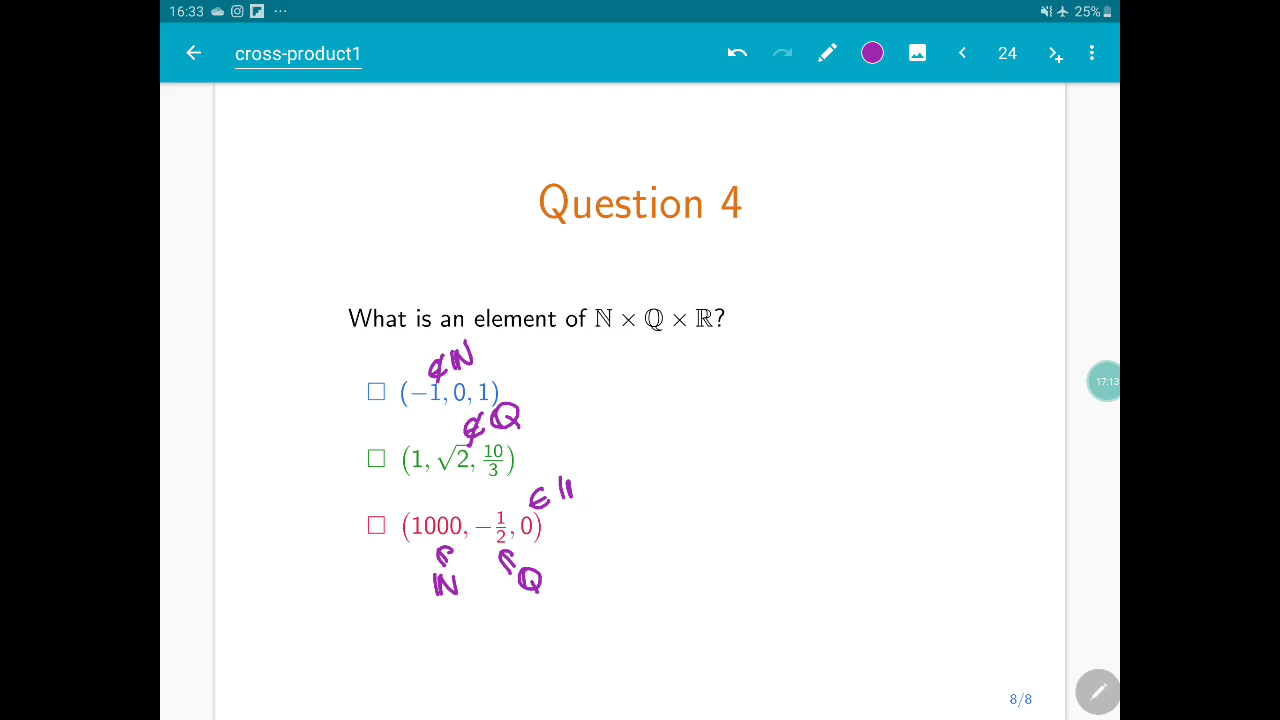 16:33 ... 25%
cross-product1 24
Question 4
What is an element of ℕ × ℚ × ℝ?
∉ ℕ
(−1, 0, 1)
∉ ℚ
(1, √2, 10/3)
∈
(1000, −1/2, 0)
ℕ ℚ
17:13
8/8